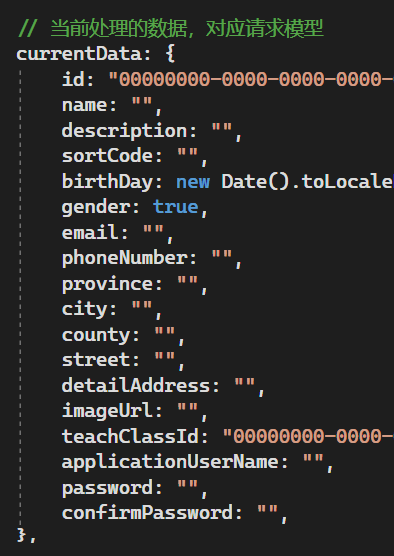 // 当前处理的数据，对应请求模型
currentData: {
id: "00000000-0000-0000-0000-
name: "",
description: "",
sortCode: "",
birthDay: new Date().toLocale
gender: true,
email: "",
phoneNumber: "",
province: "",
city: "",
county: "",
street: "",
detailAddress: "",
imageUrl: "",
teachClassId: "00000000-0000-
applicationUserName: "",
password: "",
confirmPassword: "",
},